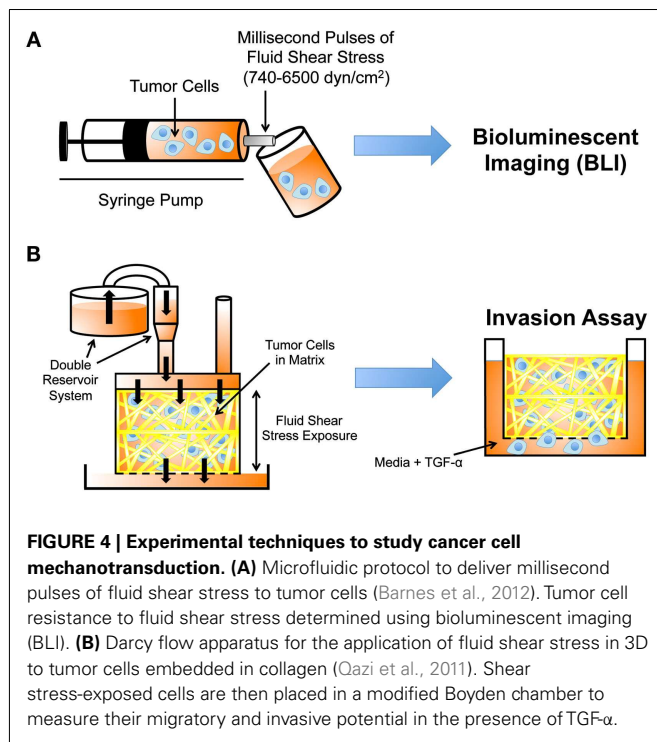 A
Millisecond Pulses of
Fluid Shear Stress
(740-6500 dyn/cm²)
Tumor Cells
Syringe Pump
Bioluminescent
Imaging (BLI)
B
Double
Reservoir
System
Tumor Cells
in Matrix
Fluid Shear
Stress Exposure
Invasion Assay
Media + TGF-α
FIGURE 4 | Experimental techniques to study cancer cell
mechanotransduction. (A) Microfluidic protocol to deliver millisecond
pulses of fluid shear stress to tumor cells (Barnes et al., 2012). Tumor cell
resistance to fluid shear stress determined using bioluminescent imaging
(BLI). (B) Darcy flow apparatus for the application of fluid shear stress in 3D
to tumor cells embedded in collagen (Qazi et al., 2011). Shear
stress-exposed cells are then placed in a modified Boyden chamber to
measure their migratory and invasive potential in the presence of TGF-α.